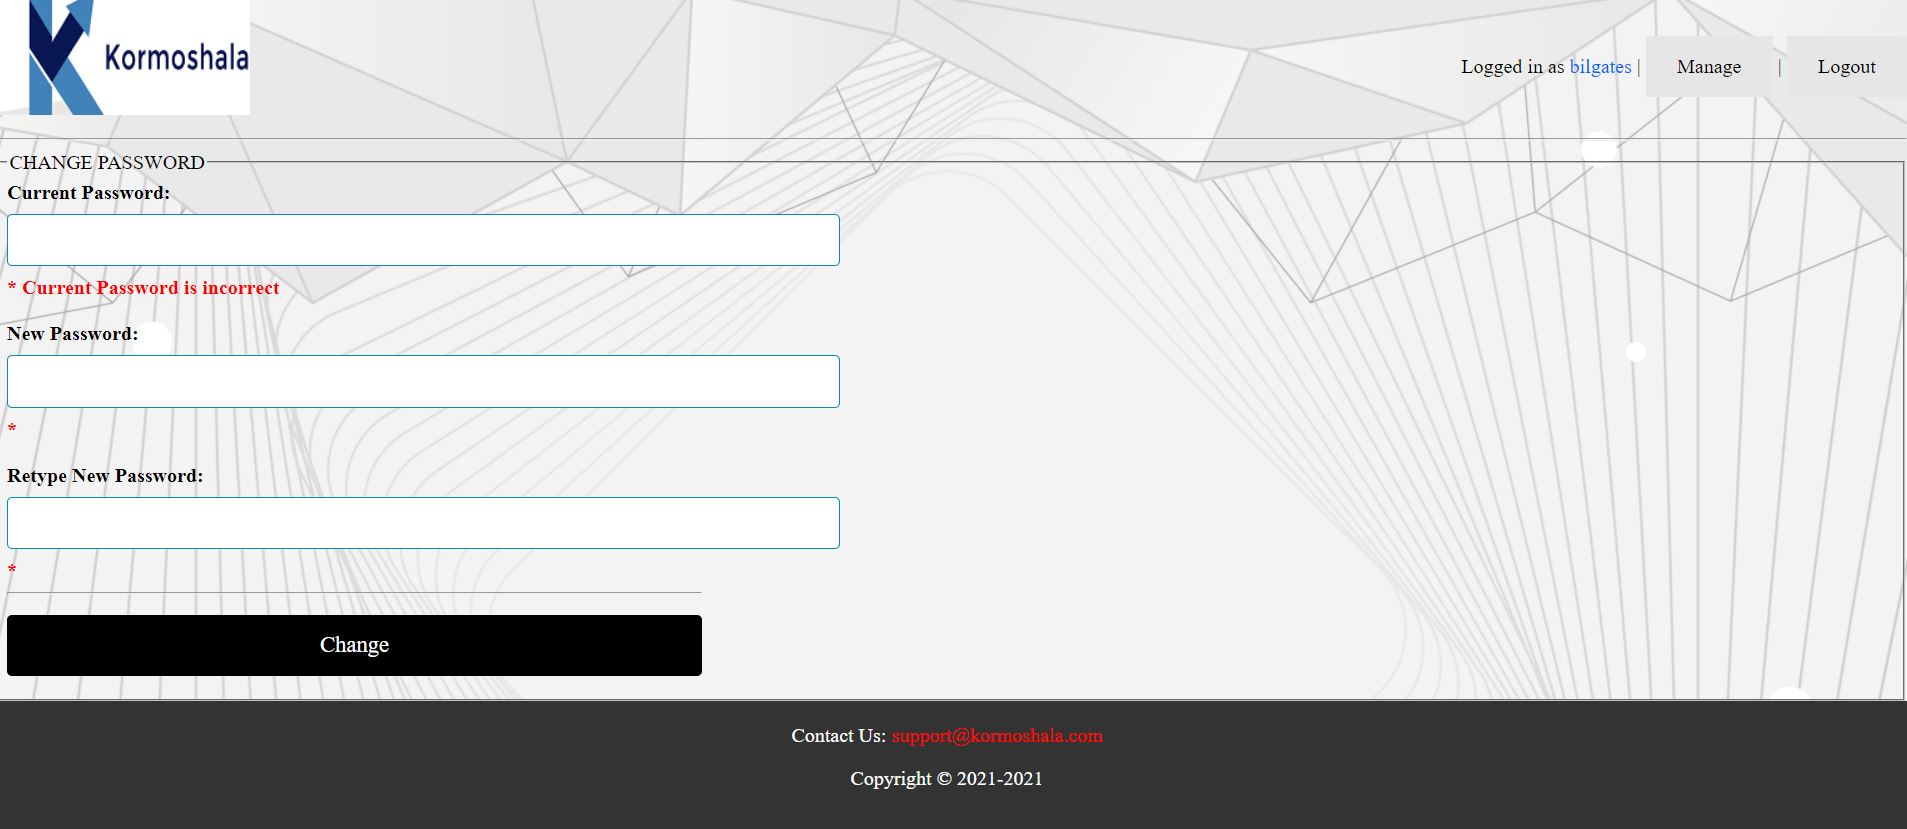 Kormoshala
Logged in as bilgates | Manage | Logout
CHANGE PASSWORD
Current Password:
* Current Password is incorrect
New Password:
*
Retype New Password:
*
Change
Contact Us: support@kormoshala.com
Copyright © 2021-2021